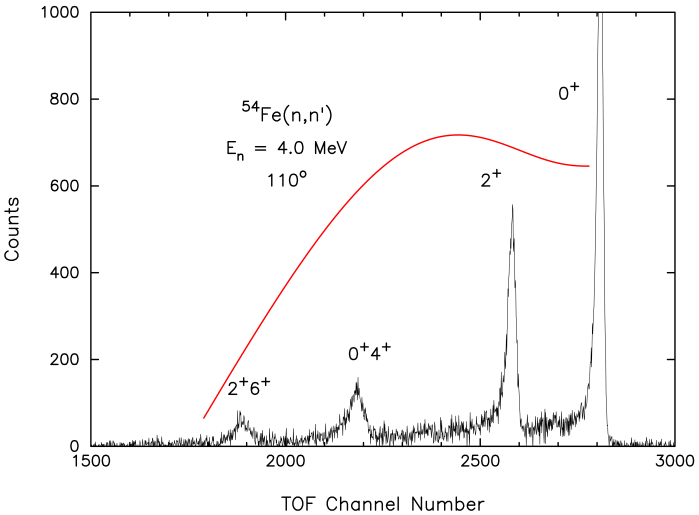 1000
800
600
400
200
0
Counts
⁵⁴Fe(n,n')
Eₙ = 4.0 MeV
110°
0⁺
2⁺
0⁺4⁺
2⁺6⁺
1500 2000 2500 3000
TOF Channel Number